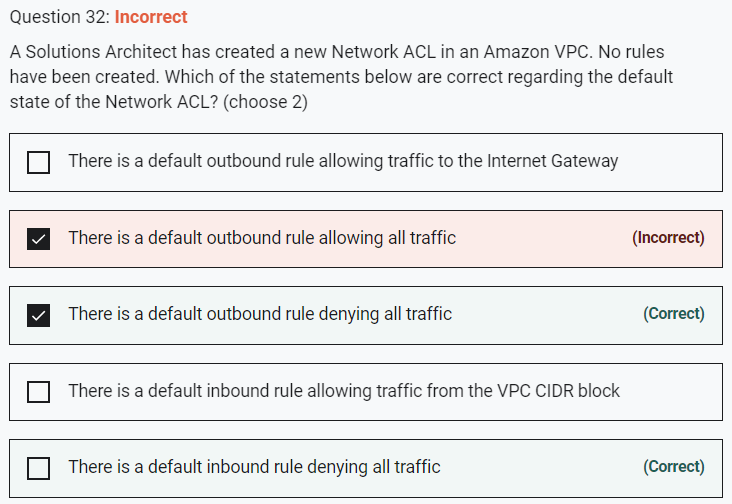 Question 32: Incorrect
A Solutions Architect has created a new Network ACL in an Amazon VPC. No rules
have been created. Which of the statements below are correct regarding the default
state of the Network ACL? (choose 2)
There is a default outbound rule allowing traffic to the Internet Gateway
There is a default outbound rule allowing all traffic (Incorrect)
There is a default outbound rule denying all traffic (Correct)
There is a default inbound rule allowing traffic from the VPC CIDR block
There is a default inbound rule denying all traffic (Correct)